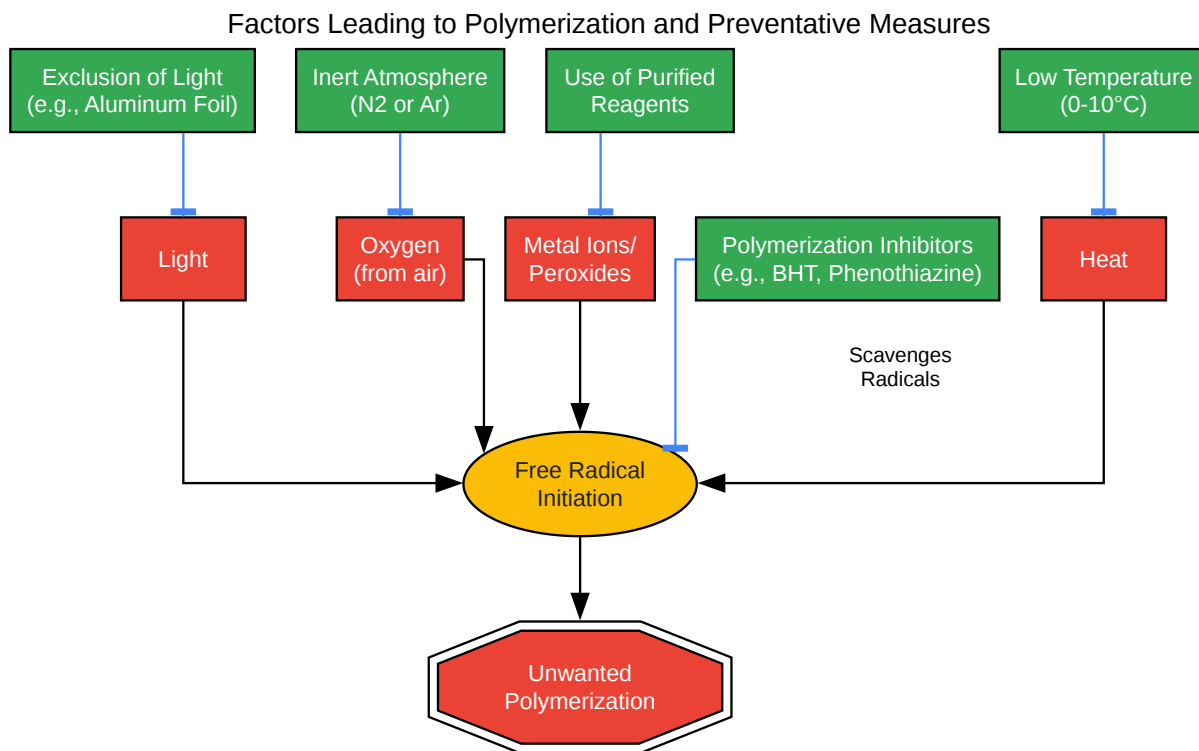 Factors Leading to Polymerization and Preventative Measures
Exclusion of Light
(e.g., Aluminum Foil)
Inert Atmosphere
(N2 or Ar)
Use of Purified
Reagents
Low Temperature
(0-10°C)
Light
Oxygen
(from air)
Metal Ions/
Peroxides
Polymerization Inhibitors
(e.g., BHT, Phenothiazine)
Heat
Scavenges
Radicals
Free Radical
Initiation
Unwanted
Polymerization